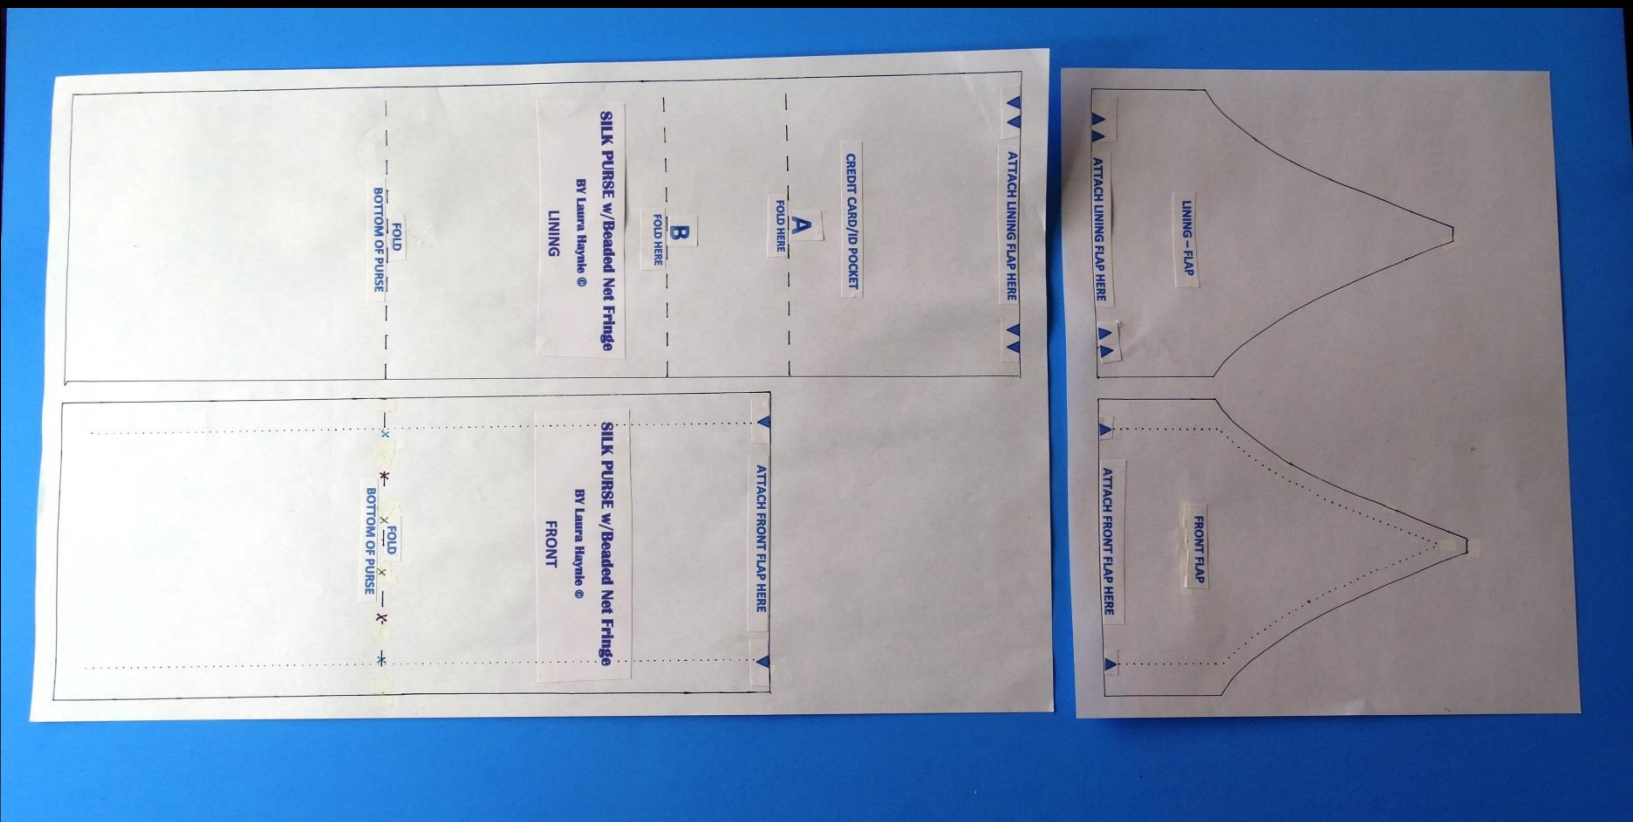 ATTACH LINING FLAP HERE
CREDIT CARD/ID POCKET
A
FOLD HERE
B
FOLD HERE
SILK PURSE w/Beaded Net Fringe
BY Laura Haynie ©
LINING
FOLD
BOTTOM OF PURSE
ATTACH FRONT FLAP HERE
SILK PURSE w/Beaded Net Fringe
BY Laura Haynie ©
FRONT
FOLD
BOTTOM OF PURSE
LINING – FLAP
ATTACH LINING FLAP HERE
FRONT FLAP
ATTACH FRONT FLAP HERE